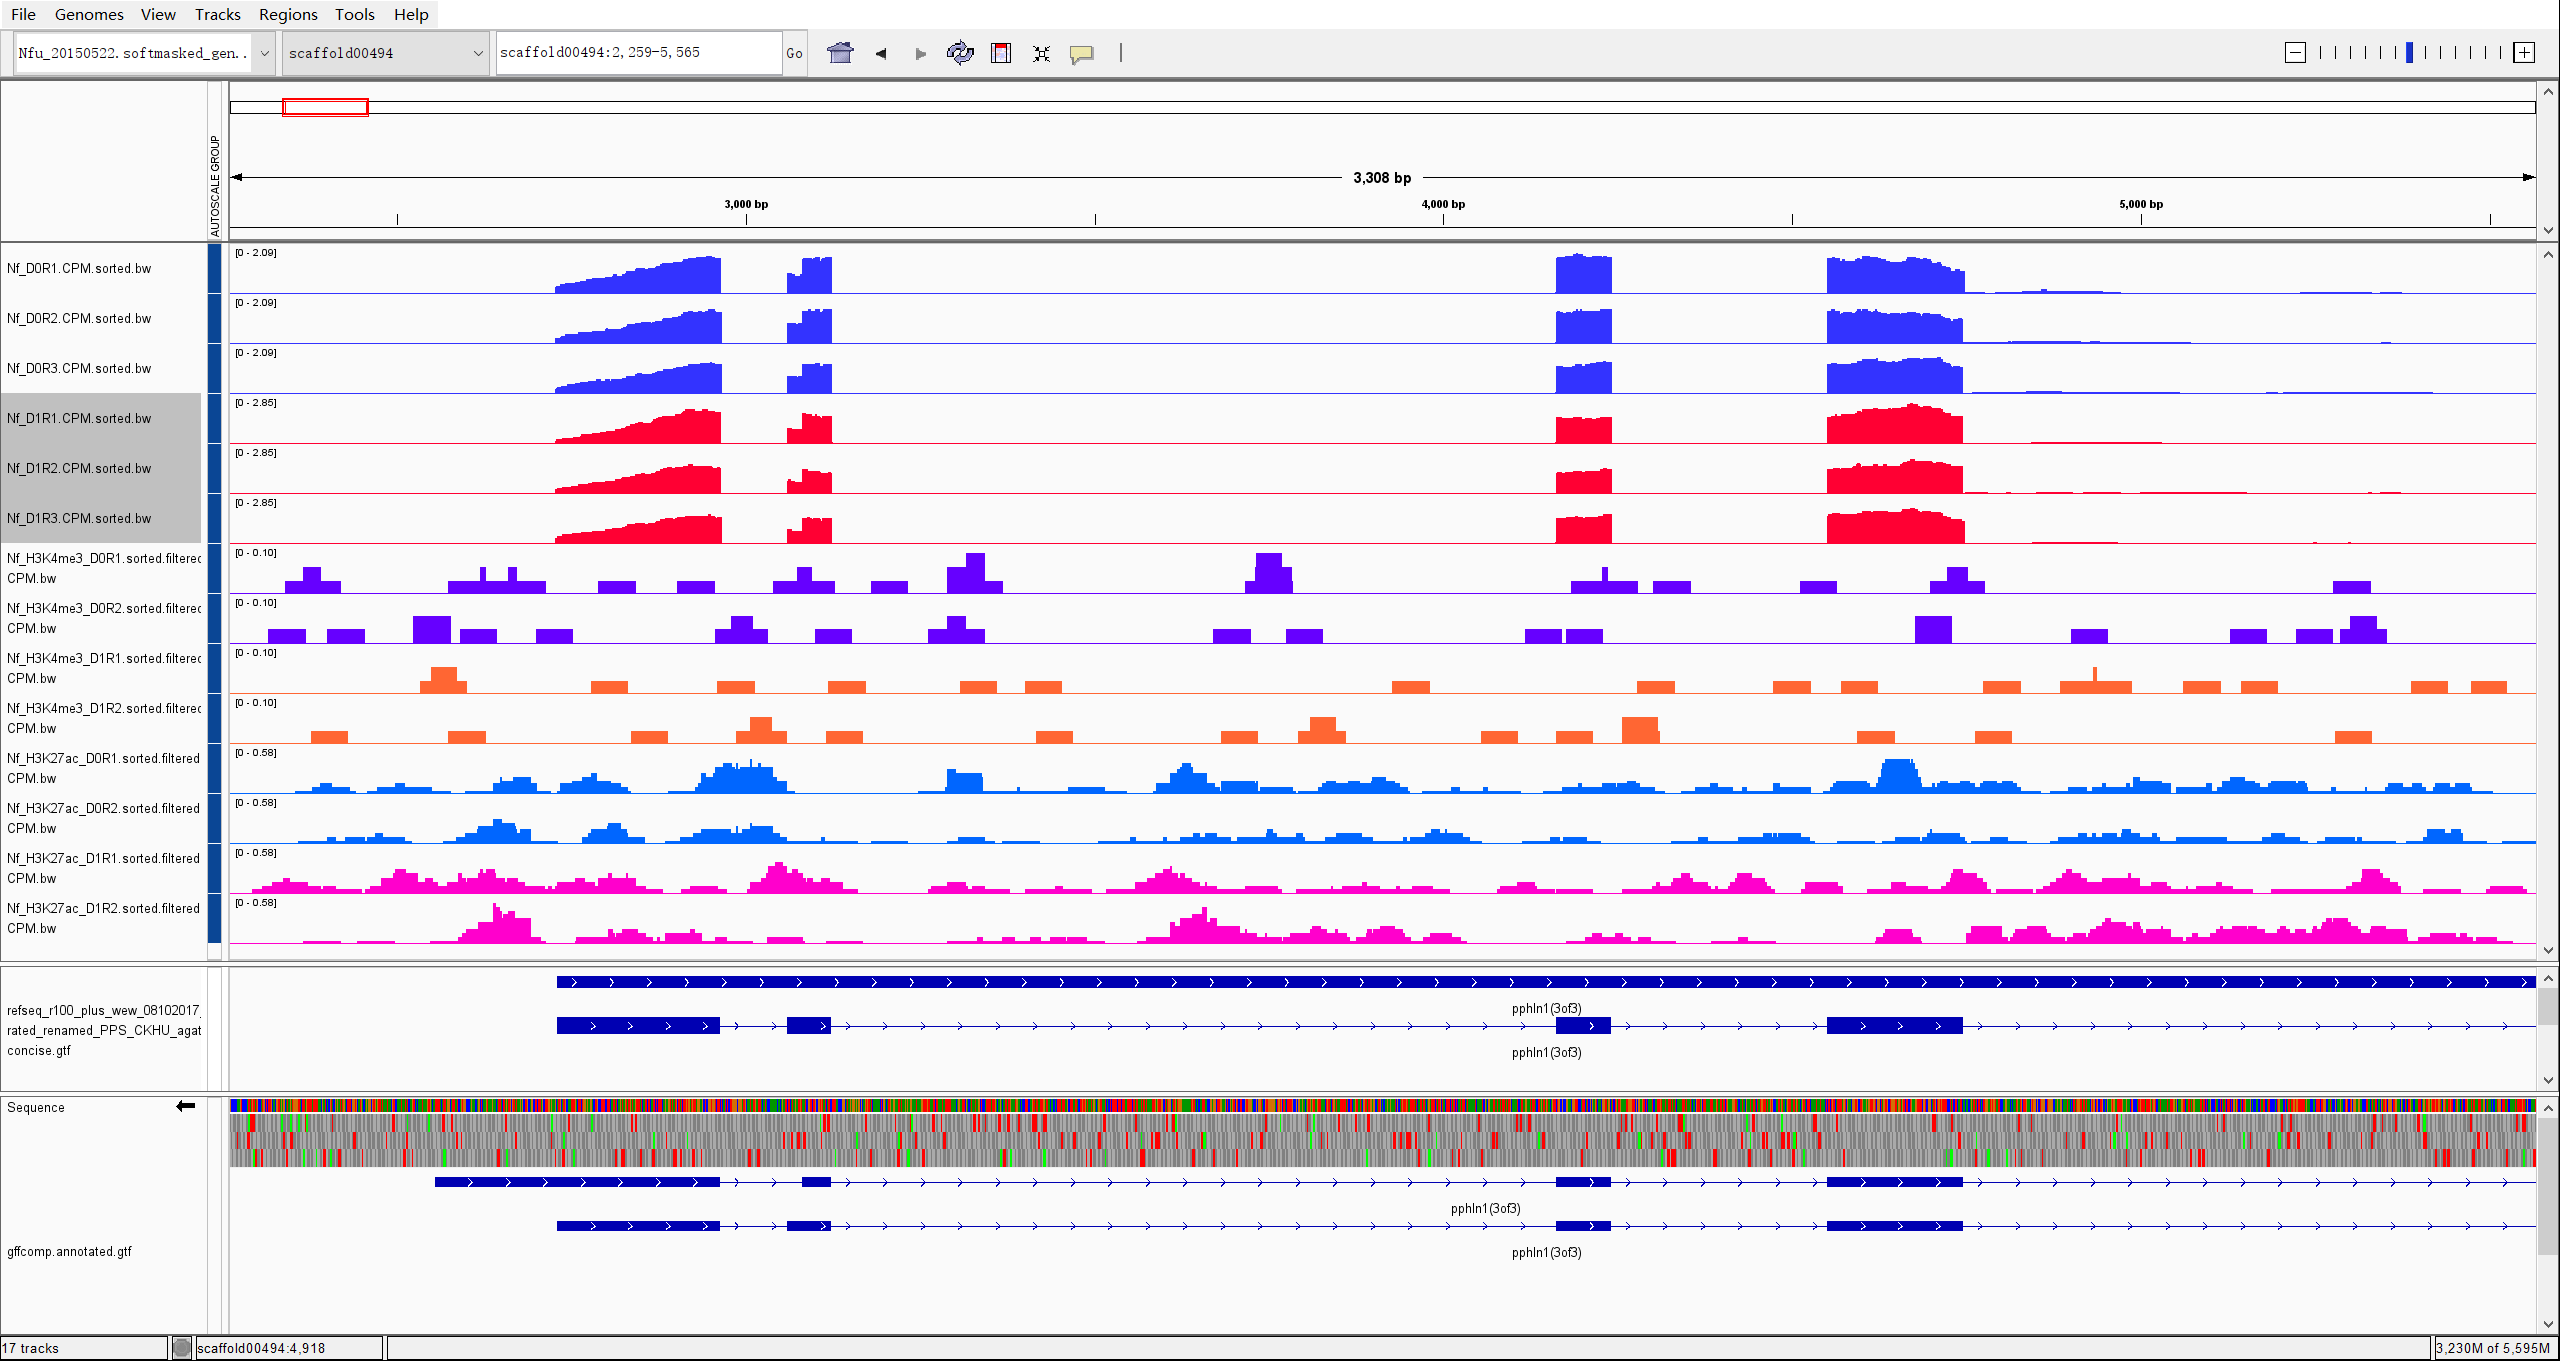 File Genomes View Tracks Regions Tools Help
Nfu_20150522.softmasked_gen.. scaffold00494 scaffold00494:2,259-5,565 Go
AUTOSCALE GROUP
3,308 bp
3,000 bp 4,000 bp 5,000 bp
[0 - 2.09]
Nf_D0R1.CPM.sorted.bw
[0 - 2.09]
Nf_D0R2.CPM.sorted.bw
[0 - 2.09]
Nf_D0R3.CPM.sorted.bw
[0 - 2.85]
Nf_D1R1.CPM.sorted.bw
[0 - 2.85]
Nf_D1R2.CPM.sorted.bw
[0 - 2.85]
Nf_D1R3.CPM.sorted.bw
[0 - 0.10]
Nf_H3K4me3_D0R1.sorted.filtered
CPM.bw
[0 - 0.10]
Nf_H3K4me3_D0R2.sorted.filtered
CPM.bw
[0 - 0.10]
Nf_H3K4me3_D1R1.sorted.filtered
CPM.bw
[0 - 0.10]
Nf_H3K4me3_D1R2.sorted.filtered
CPM.bw
[0 - 0.58]
Nf_H3K27ac_D0R1.sorted.filtered
CPM.bw
[0 - 0.58]
Nf_H3K27ac_D0R2.sorted.filtered
CPM.bw
[0 - 0.58]
Nf_H3K27ac_D1R1.sorted.filtered
CPM.bw
[0 - 0.58]
Nf_H3K27ac_D1R2.sorted.filtered
CPM.bw
refseq_r100_plus_wew_08102017_
rated_renamed_PPS_CKHU_agat
concise.gtf
pphln1(3of3)
pphln1(3of3)
Sequence
pphln1(3of3)
gffcomp.annotated.gtf
pphln1(3of3)
17 tracks scaffold00494:4,918 3,230M of 5,595M